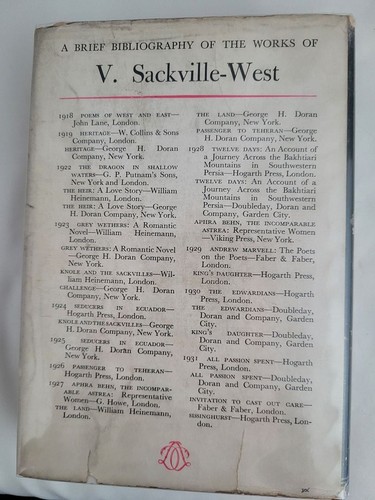 A BRIEF BIBLIOGRAPHY OF THE WORKS OF
V. Sackville-West
1918 POEMS OF WEST AND EAST—
John Lane, London.
1919 HERITAGE—W. Collins & Sons
Company, London.
HERITAGE—George H. Doran
Company, New York.
1922 THE DRAGON IN SHALLOW
WATERS—G. P. Putnam's Sons,
New York and London.
THE HEIR: A Love Story—William
Heinemann, London.
THE HEIR: A Love Story—George
H. Doran Company, New York.
1923 GREY WETHERS: A Romantic
Novel—William Heinemann,
London.
GREY WETHERS: A Romantic Novel
—George H. Doran Company,
New York.
KNOLE AND THE SACKVILLES—Wil-
liam Heinemann, London.
CHALLENGE—George H. Doran
Company, New York.
1924 SEDUCERS IN ECUADOR—
Hogarth Press, London.
KNOLE AND THE SACKVILLES—George
H. Doran Company, New York.
1925 SEDUCERS IN ECUADOR—
George H. Doran Company,
New York.
1926 PASSENGER TO TEHERAN—
Hogarth Press, London.
1927 APHRA BEHN, THE INCOMPAR-
ABLE ASTREA: Representative
Women—G. Howe, London.
THE LAND—William Heinemann,
London.
THE LAND—George H. Doran
Company, New York.
PASSENGER TO TEHERAN—George
H. Doran Company, New York.
1928 TWELVE DAYS: An Account of
a Journey Across the Bakhtiari
Mountains in Southwestern
Persia—Hogarth Press, London.
TWELVE DAYS: An Account of a
Journey Across the Bakhtiari
Mountains in Southwestern
Persia—Doubleday, Doran and
Company, Garden City.
APHRA BEHN, THE INCOMPARABLE
ASTREA: Representative Women
—Viking Press, New York.
1929 ANDREW MARVELL: The Poets
on the Poets—Faber & Faber,
London.
KING'S DAUGHTER—Hogarth Press,
London.
1930 THE EDWARDIANS—Hogarth
Press, London.
THE EDWARDIANS—Doubleday,
Doran and Company, Garden
City.
KING'S DAUGHTER—Doubleday,
Doran and Company, Garden
City.
1931 ALL PASSION SPENT—Hogarth
Press, London.
ALL PASSION SPENT—Doubleday,
Doran and Company, Garden
City.
INVITATION TO CAST OUT CARE—
Faber & Faber, London.
SISSINGHURST—Hogarth Press, Lon-
don.